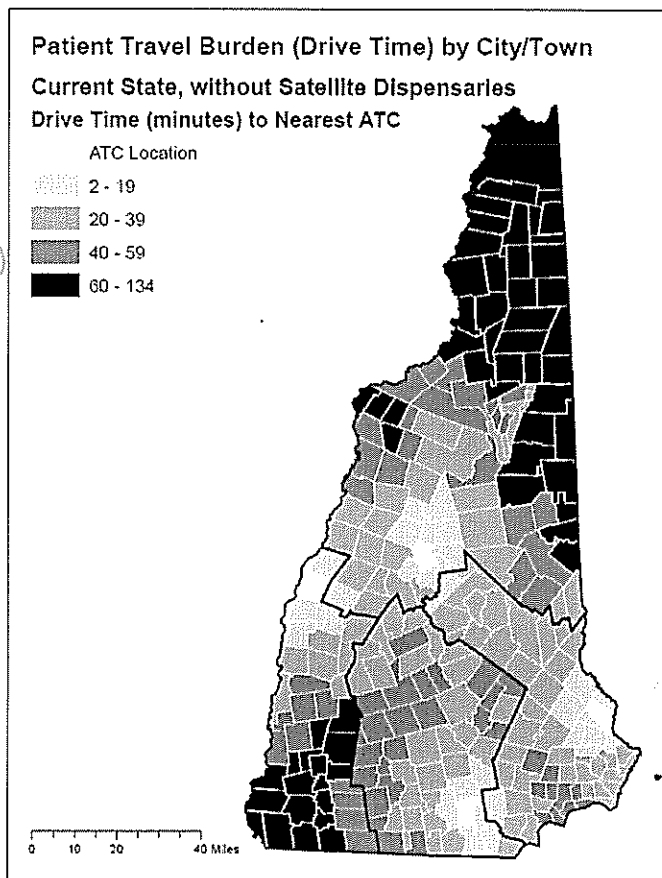 Patient Travel Burden (Drive Time) by City/Town
Current State, without Satellite Dispensaries
Drive Time (minutes) to Nearest ATC
ATC Location
2 - 19
20 - 39
40 - 59
60 - 134
0 10 20 40 Miles